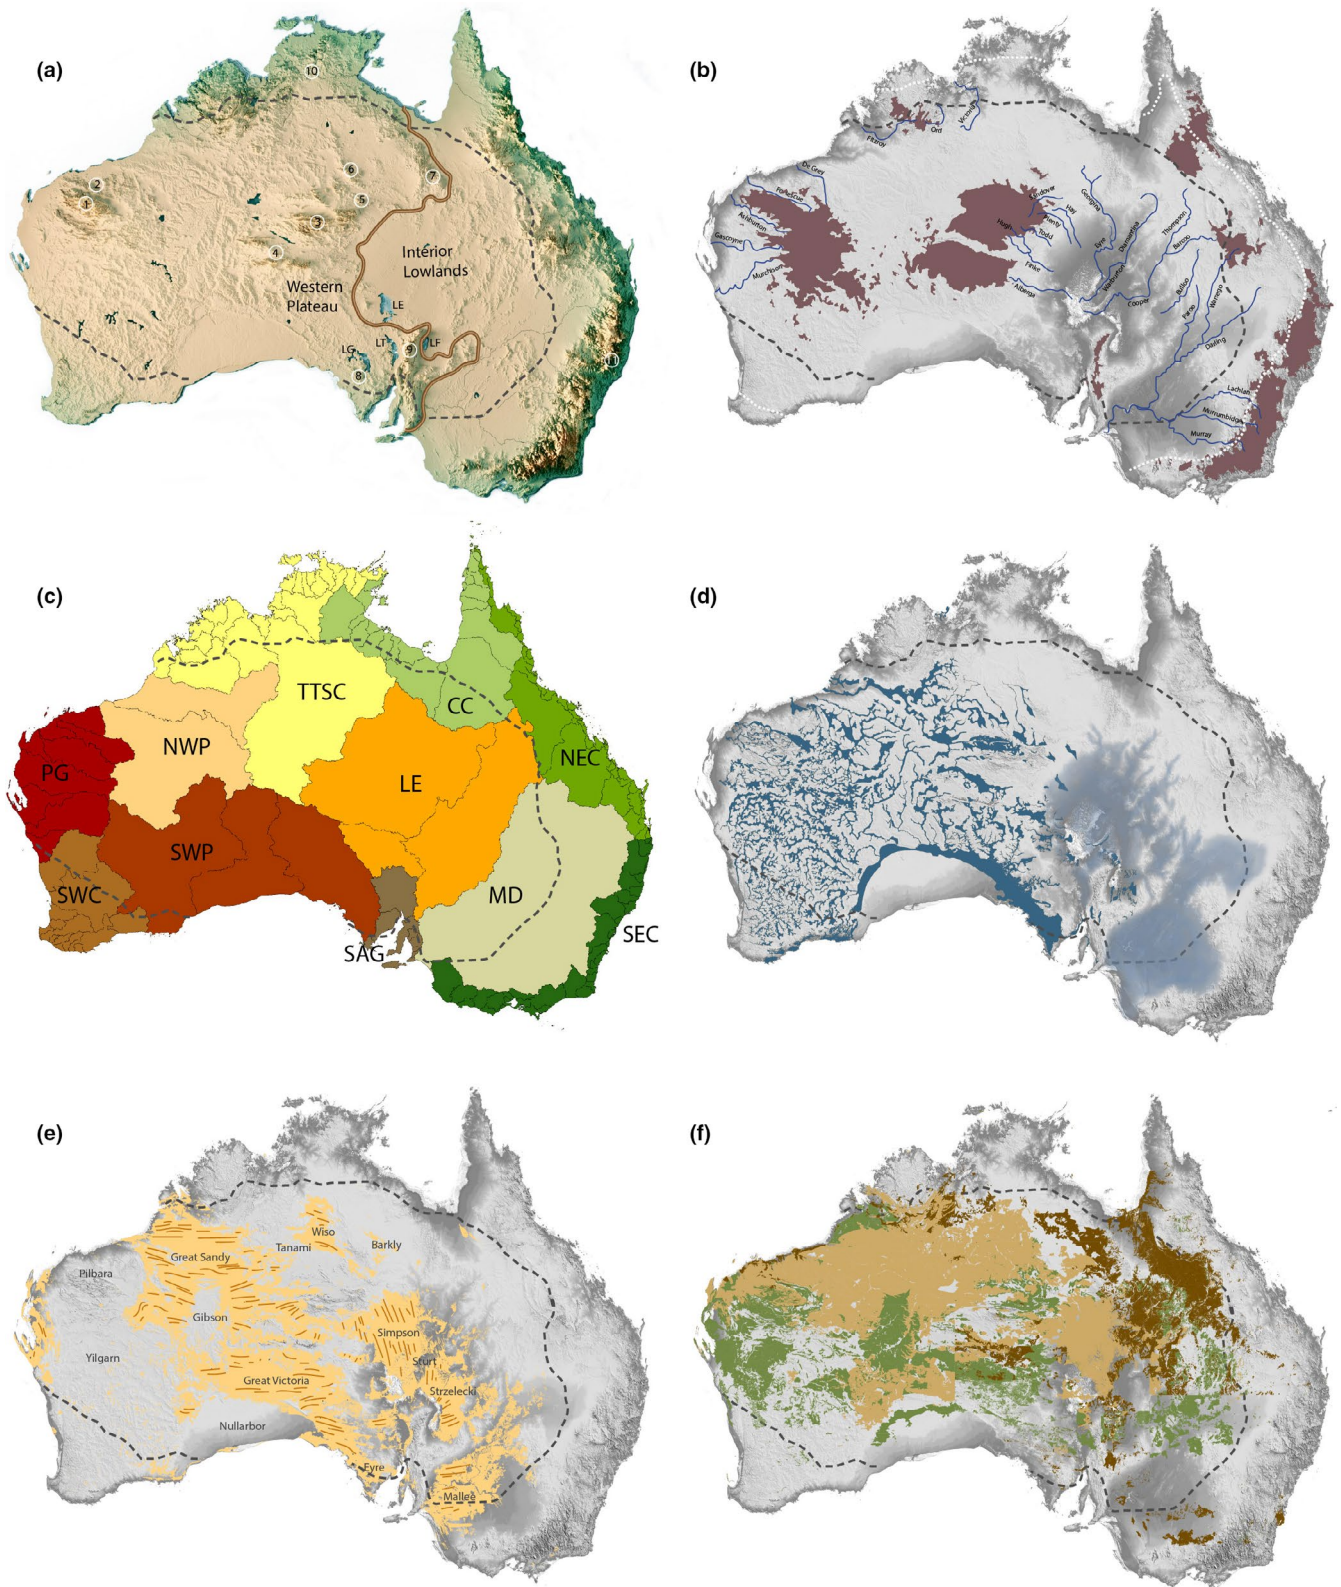 (a)
10
2
1
6
7
5
3
4
Interior
Lowlands
Western
Plateau
LE
LG
LT
9
LF
8
11
(b)
Victoria
Ord
Fitzroy
De Grey
Fortescue
Ashburton
Gascoyne
Murchison
Sandover
Hay
Plenty
Todd
Hugh
Finke
Alberga
Georgina
Eyre
Diamantina
Warburton
Cooper
Thompson
Barcoo
Bulloo
Paroo
Warrego
Darling
Lachlan
Murrumbidgee
Murray
(c)
TTSC
CC
NWP
PG
LE
NEC
SWP
SWC
MD
SAG
SEC
(d)
(e)
Wiso
Great Sandy
Tanami
Barkly
Pilbara
Gibson
Simpson
Yilgarn
Sturt
Great Victoria
Strzelecki
Nullarbor
Eyre
Mallee
(f)